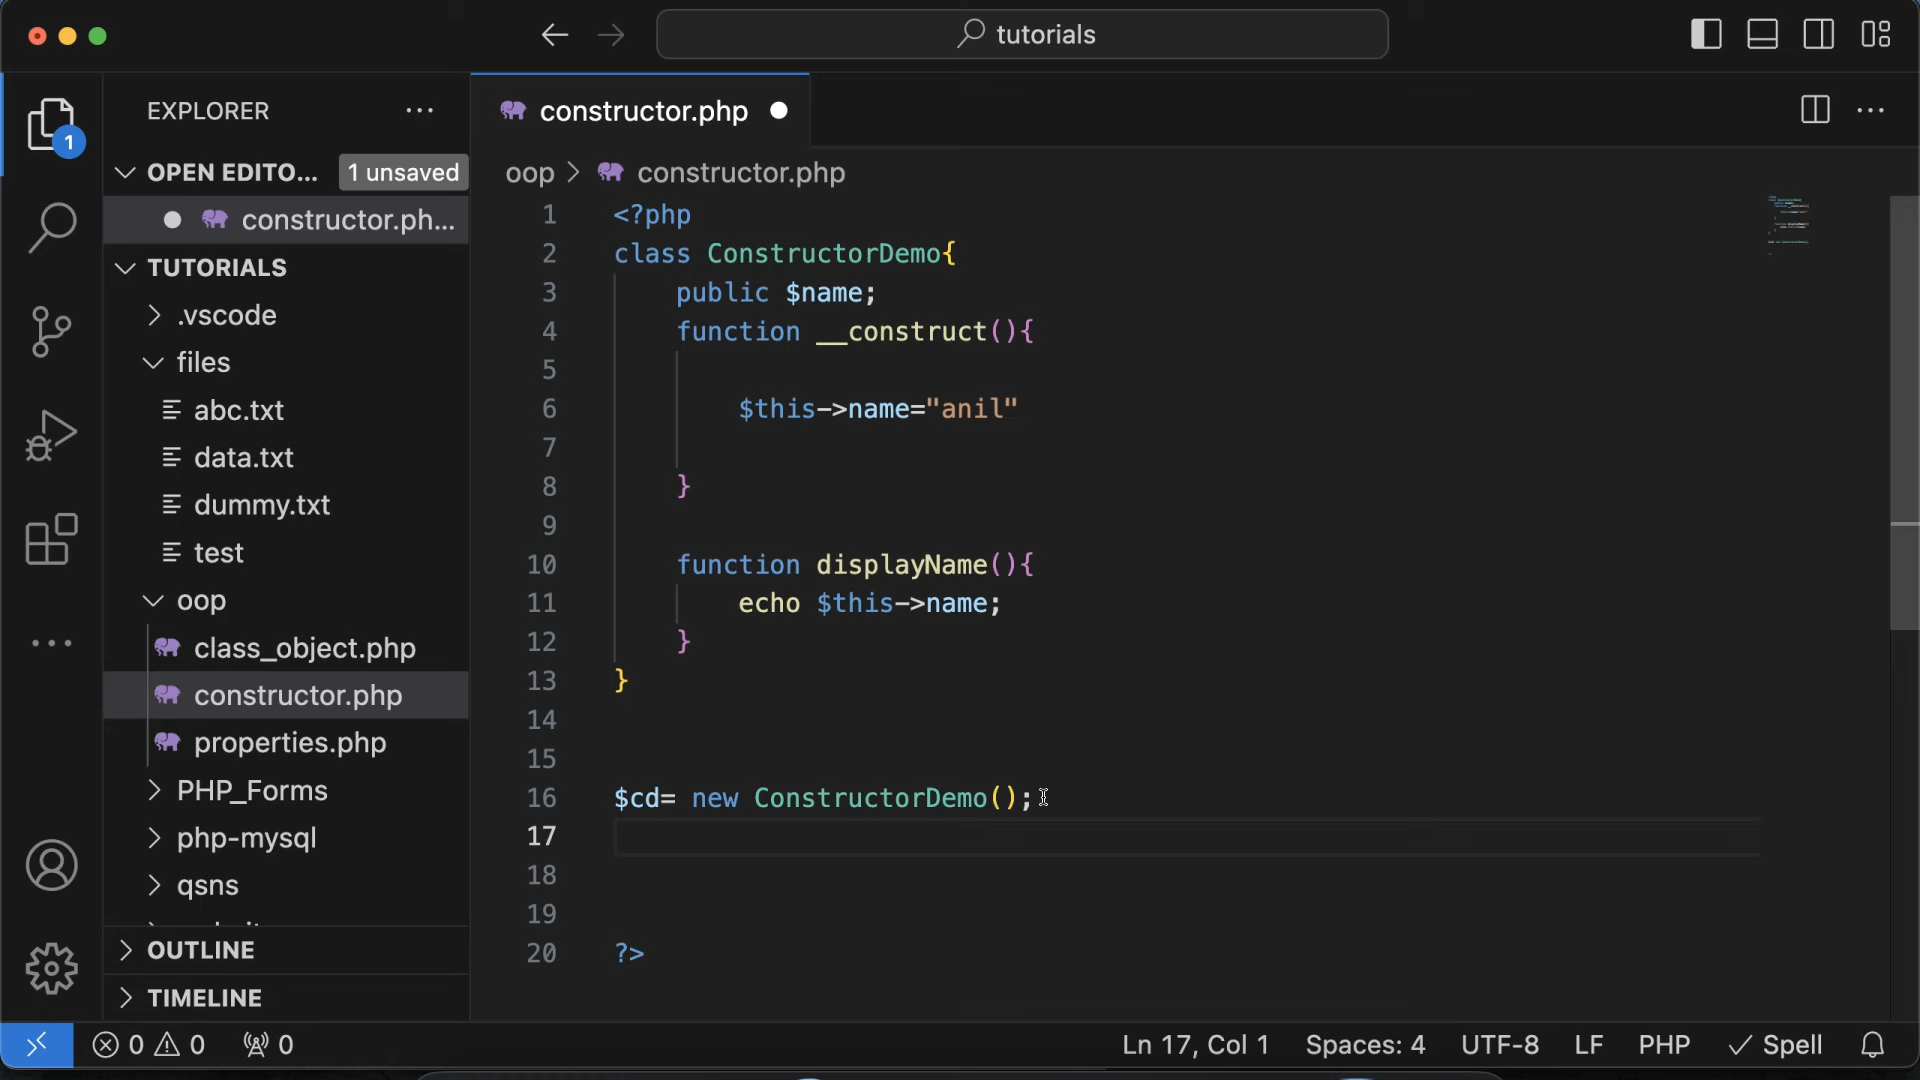 tutorials
EXPLORER
OPEN EDITO... 1 unsaved
constructor.ph...
TUTORIALS
.vscode
files
abc.txt
data.txt
dummy.txt
test
oop
class_object.php
constructor.php
properties.php
PHP_Forms
php-mysql
qsns
OUTLINE
TIMELINE
1
constructor.php
oop > constructor.php
1 <?php
2 class ConstructorDemo{
3 public $name;
4 function __construct(){
5
6 $this->name="anil"
7
8 }
9
10 function displayName(){
11 echo $this->name;
12 }
13 }
14
15
16 $cd= new ConstructorDemo();
17
18
19
20 ?>
0 0 0 Ln 17, Col 1 Spaces: 4 UTF-8 LF PHP Spell